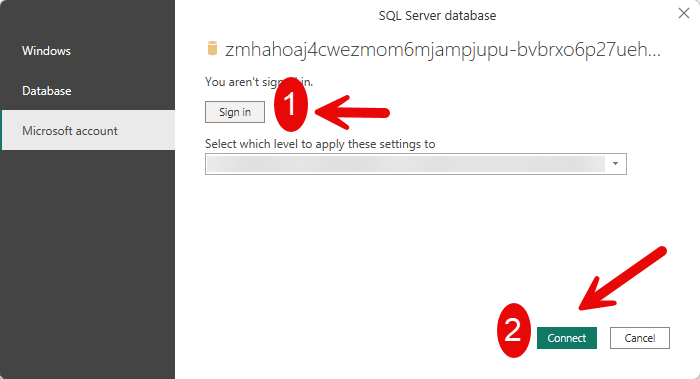 SQL Server database
Windows
Database
Microsoft account
zmhahoaj4cwezmom6mjampjupu-bvbrxo6p27ueh...
You aren't sign in.
Sign in
1
Select which level to apply these settings to
2
Connect
Cancel